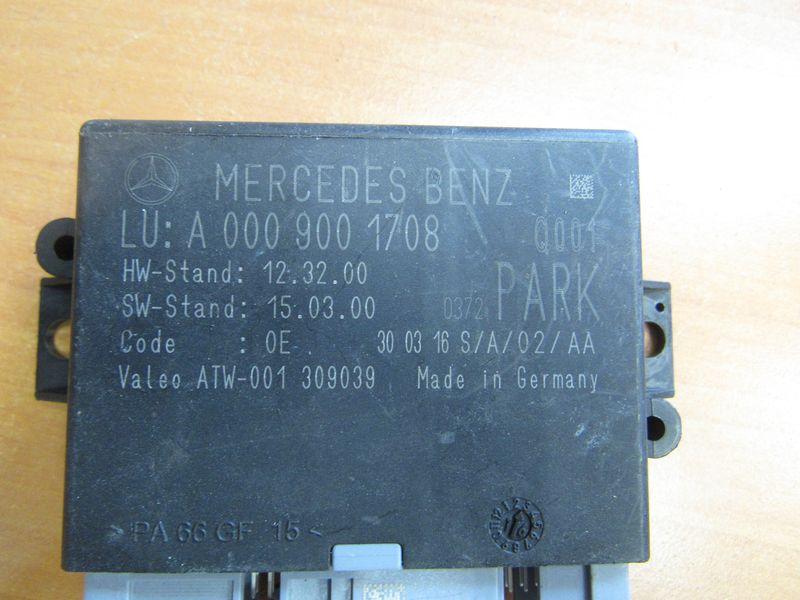 MERCEDES BENZ
LU: A 000 900 1708 Q001
HW-Stand: 12.32.00
SW-Stand: 15.03.00 0372 PARK
Code : 0E 30 03 16 S/A/02/AA
Valeo ATW-001 309039 Made in Germany
>PA 66 GF 15<